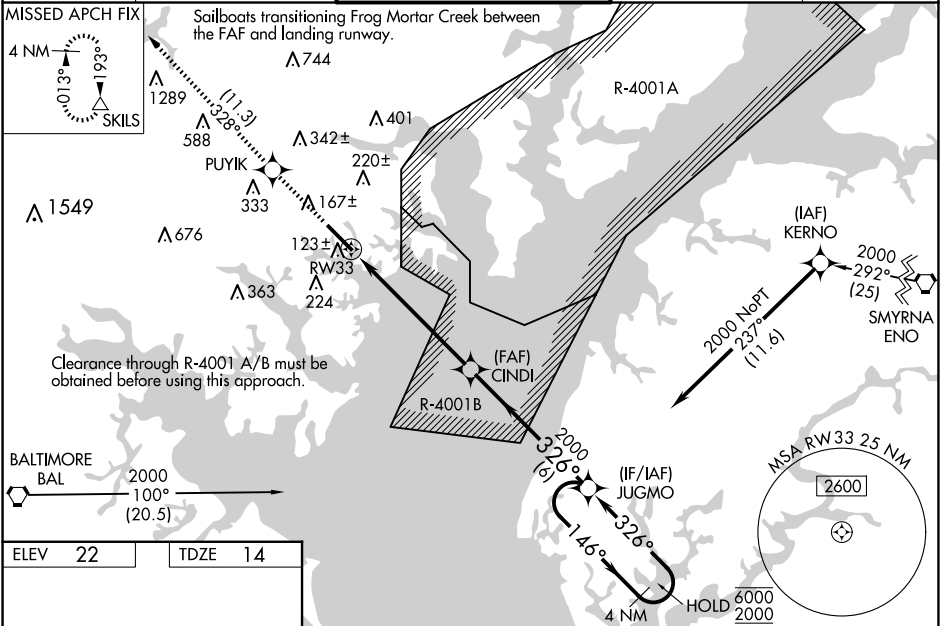 MISSED APCH FIX
4 NM
013°
193°
SKILS
Sailboats transitioning Frog Mortar Creek between
the FAF and landing runway.
744
1289
(11.3)
328°
588
401
342±
220±
PUYIK
333
167±
1549
676
123±
RW33
363
224
R-4001A
(IAF)
KERNO
2000
292°
(25)
SMYRNA
ENO
2000 NoPT
237°
(11.6)
Clearance through R-4001 A/B must be
obtained before using this approach.
(FAF)
CINDI
R-4001B
2000
326°
(6)
(IF/IAF)
JUGMO
326°
146°
4 NM
HOLD
6000
2000
MSA RW33 25 NM
2600
BALTIMORE
BAL
2000
100°
(20.5)
ELEV 22
TDZE 14